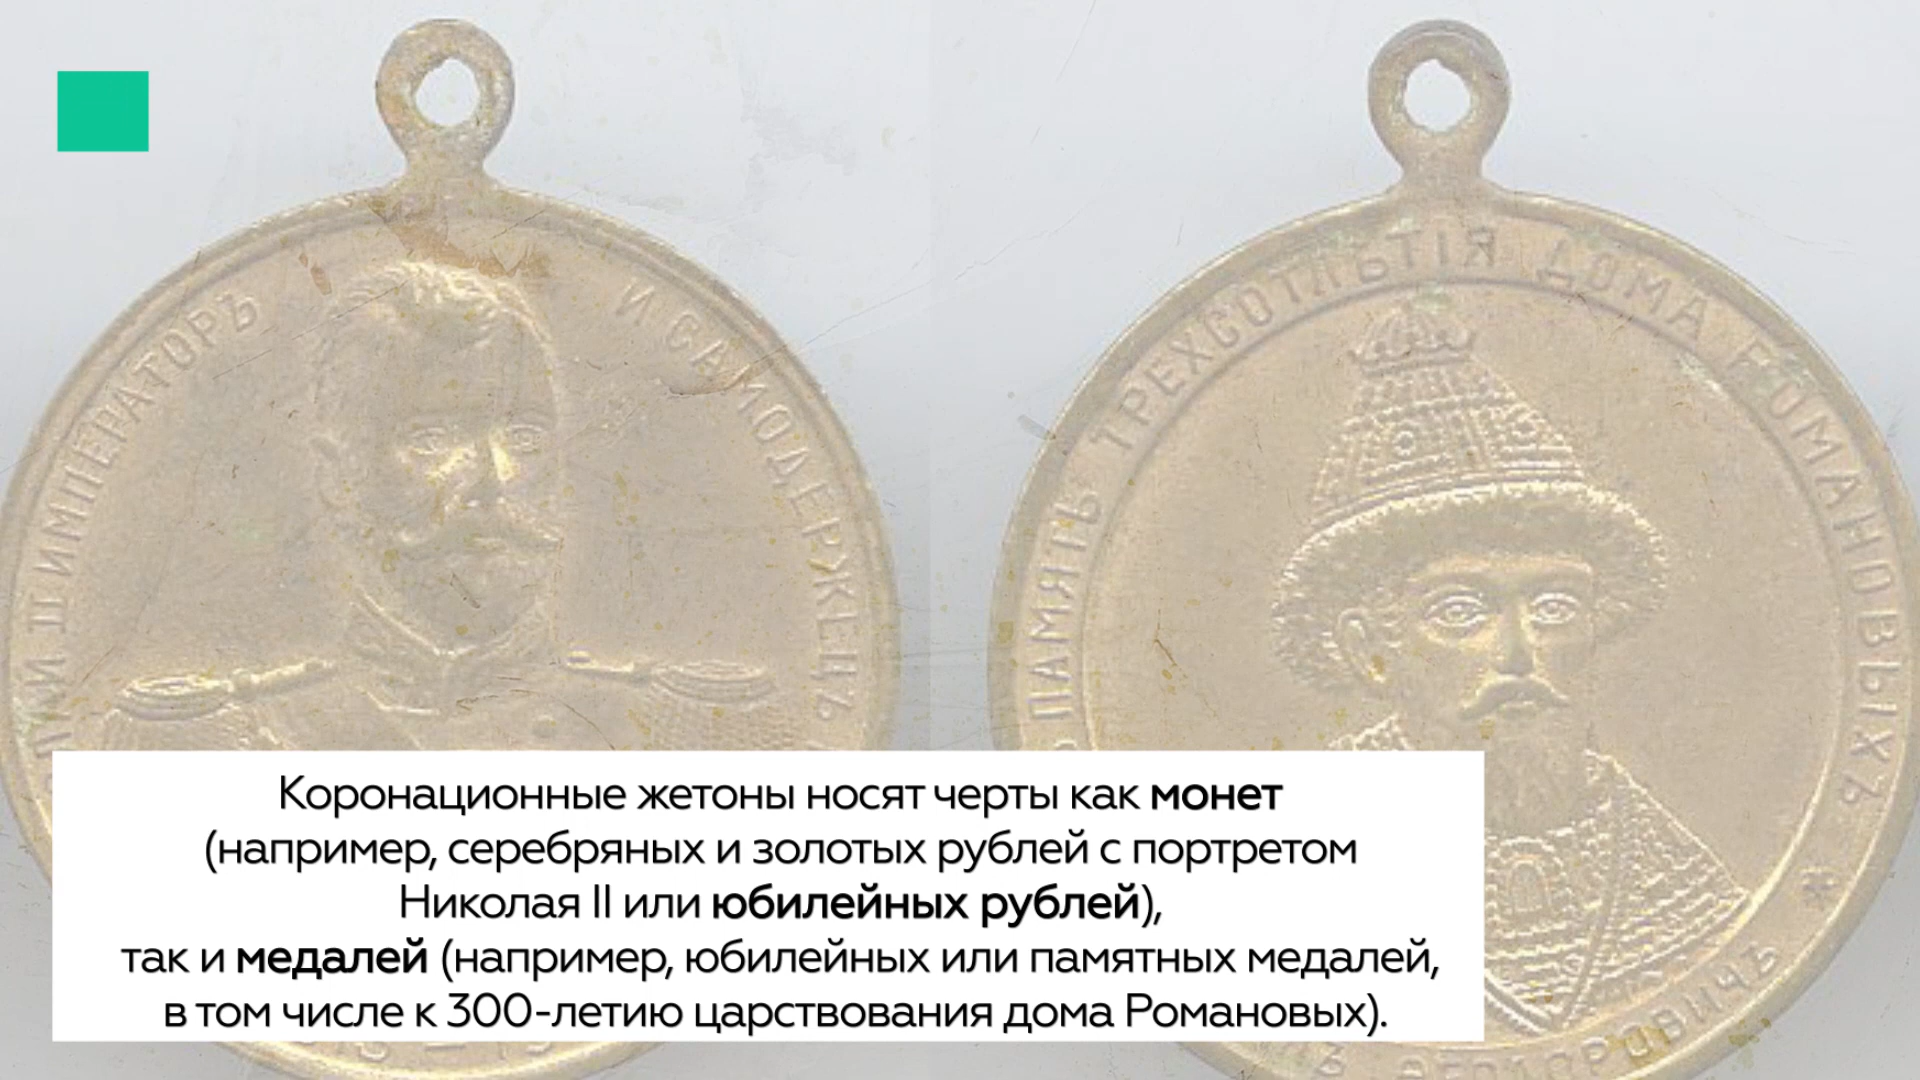 II ИМПЕРАТОРЪ И САМОДЕРЖЕЦЪ
ПАМЯТЬ ТРЕХСОТЛѢТІЯ ДОМА РОМАНОВЫХЪ
Коронационные жетоны носят черты как монет
(например, серебряных и золотых рублей с портретом
Николая II или юбилейных рублей),
так и медалей (например, юбилейных или памятных медалей,
в том числе к 300-летию царствования дома Романовых).